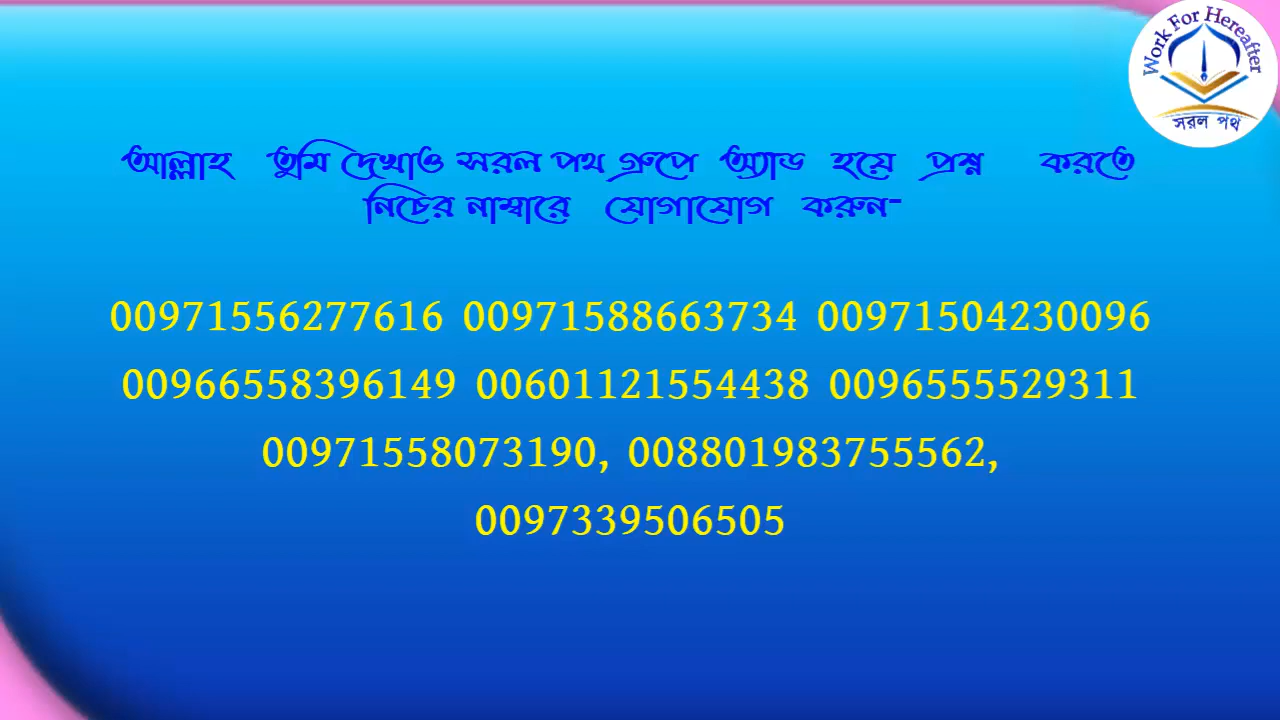 Work For Hereafter
সরল পথ
আল্লাহ তুমি দেখাও সরল পথ গ্রুপে অ্যাড হয়ে প্রশ্ন করতে
নিচের নাম্বারে যোগাযোগ করুন-
00971556277616 00971588663734 00971504230096
00966558396149 00601121554438 0096555529311
00971558073190, 008801983755562,
0097339506505